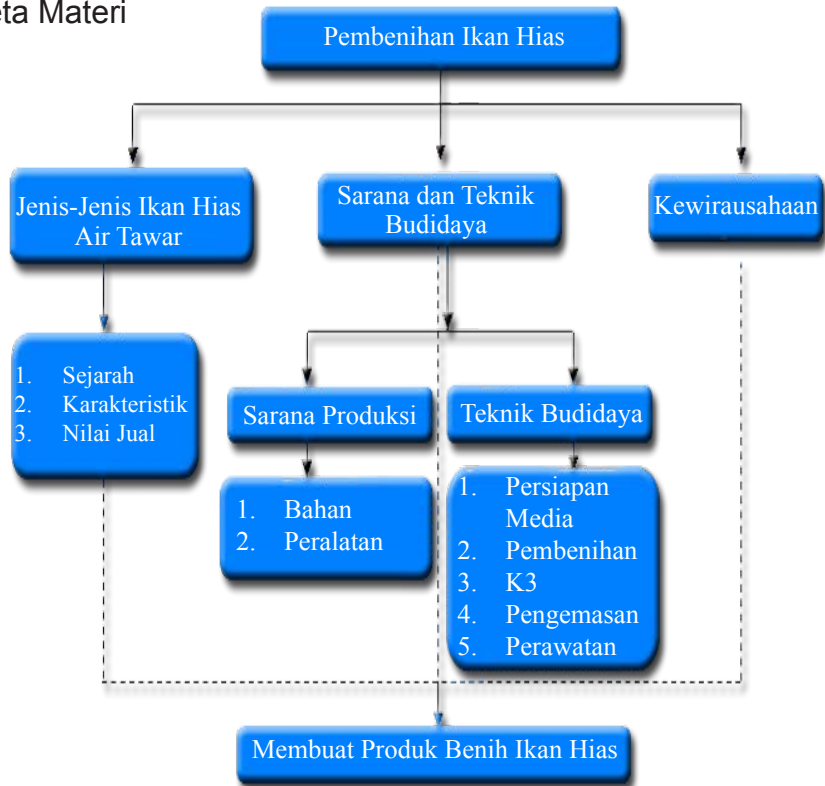 eta Materi
Pembenihan Ikan Hias
Jenis-Jenis Ikan Hias
Air Tawar
Sarana dan Teknik
Budidaya
Kewirausahaan
1. Sejarah
2. Karakteristik
3. Nilai Jual
Sarana Produksi
Teknik Budidaya
1. Bahan
2. Peralatan
1. Persiapan
Media
2. Pembenihan
3. K3
4. Pengemasan
5. Perawatan
Membuat Produk Benih Ikan Hias